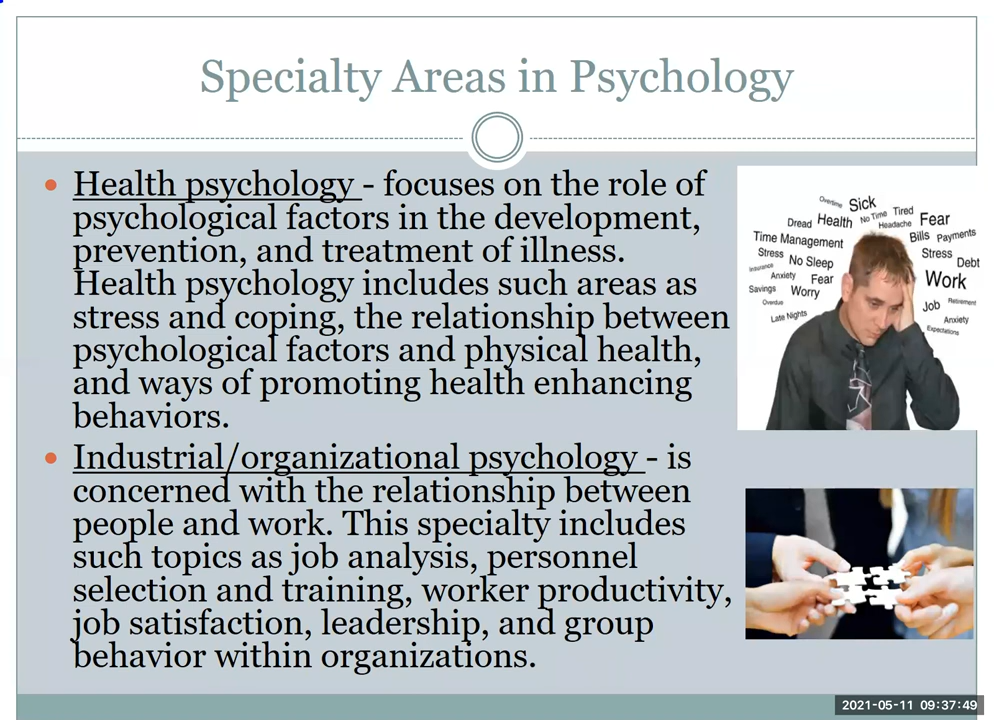 Specialty Areas in Psychology
• Health psychology - focuses on the role of
psychological factors in the development,
prevention, and treatment of illness.
Health psychology includes such areas as
stress and coping, the relationship between
psychological factors and physical health,
and ways of promoting health enhancing
behaviors.
• Industrial/organizational psychology - is
concerned with the relationship between
people and work. This specialty includes
such topics as job analysis, personnel
selection and training, worker productivity,
job satisfaction, leadership, and group
behavior within organizations.
Overtime Sick
Dread Health No Time Tired Fear
Headache
Time Management Bills Payments
Stress No Sleep Stress Debt
Insurance Anxiety Fear Work
Savings Worry
Overdue Job Retirement
Late Nights Anxiety
Expectations
2021-05-11 09:37:49